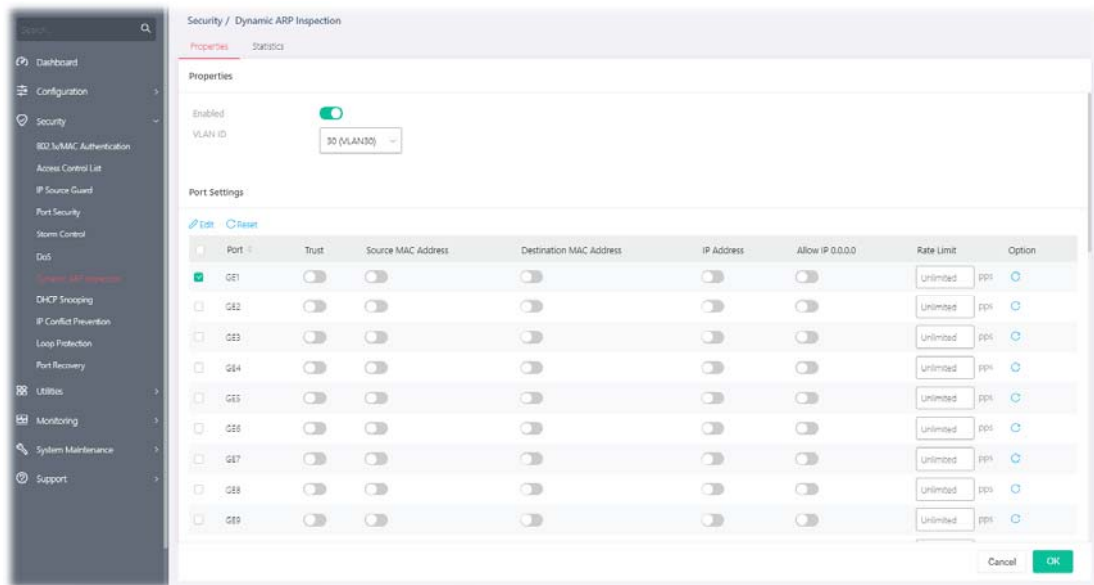 Search...
Security / Dynamic ARP Inspection
Properties Statistics
Dashboard
Configuration
Security
802.1x/MAC Authentication
Access Control List
IP Source Guard
Port Security
Storm Control
DoS
Dynamic ARP Inspection
DHCP Snooping
IP Conflict Prevention
Loop Protection
Port Recovery
Utilities
Monitoring
System Maintenance
Support
Properties
Enabled
VLAN ID 30 (VLAN30)
Port Settings
Edit Reset
Port Trust Source MAC Address Destination MAC Address IP Address Allow IP 0.0.0.0 Rate Limit Option
GE1 Unlimited pps
GE2 Unlimited pps
GE3 Unlimited pps
GE4 Unlimited pps
GE5 Unlimited pps
GE6 Unlimited pps
GE7 Unlimited pps
GE8 Unlimited pps
GE9 Unlimited pps
Cancel OK